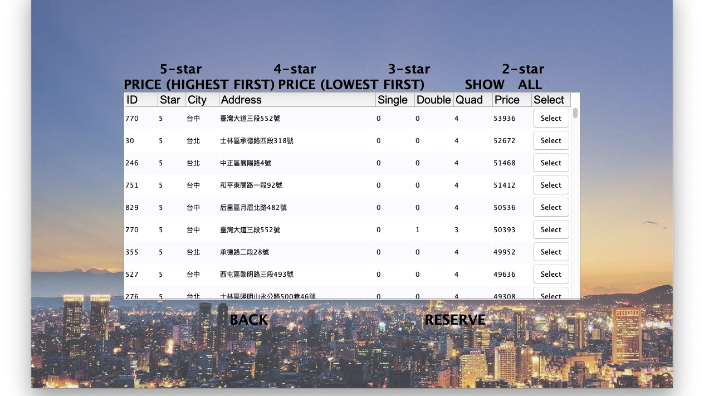 5-star 4-star 3-star 2-star
PRICE (HIGHEST FIRST) PRICE (LOWEST FIRST) SHOW ALL
ID Star City Address Single Double Quad Price Select
770 5 台中 臺灣大道三段552號 0 0 4 53936 Select
30 5 台北 士林區承德路四段318號 0 0 4 52672 Select
246 5 台北 中正區襄陽路4號 0 0 4 51468 Select
751 5 台中 和平東關路一段92號 0 0 4 51412 Select
829 5 台中 后里區月眉北路482號 0 0 4 50536 Select
770 5 台中 臺灣大道三段552號 0 1 3 50393 Select
355 5 台北 承德路二段28號 0 0 4 49952 Select
527 5 台中 西屯區黎明路三段493號 0 0 4 49636 Select
276 5 台北 士林區陽明山永公路500巷46號 0 0 4 49308 Select
BACK RESERVE